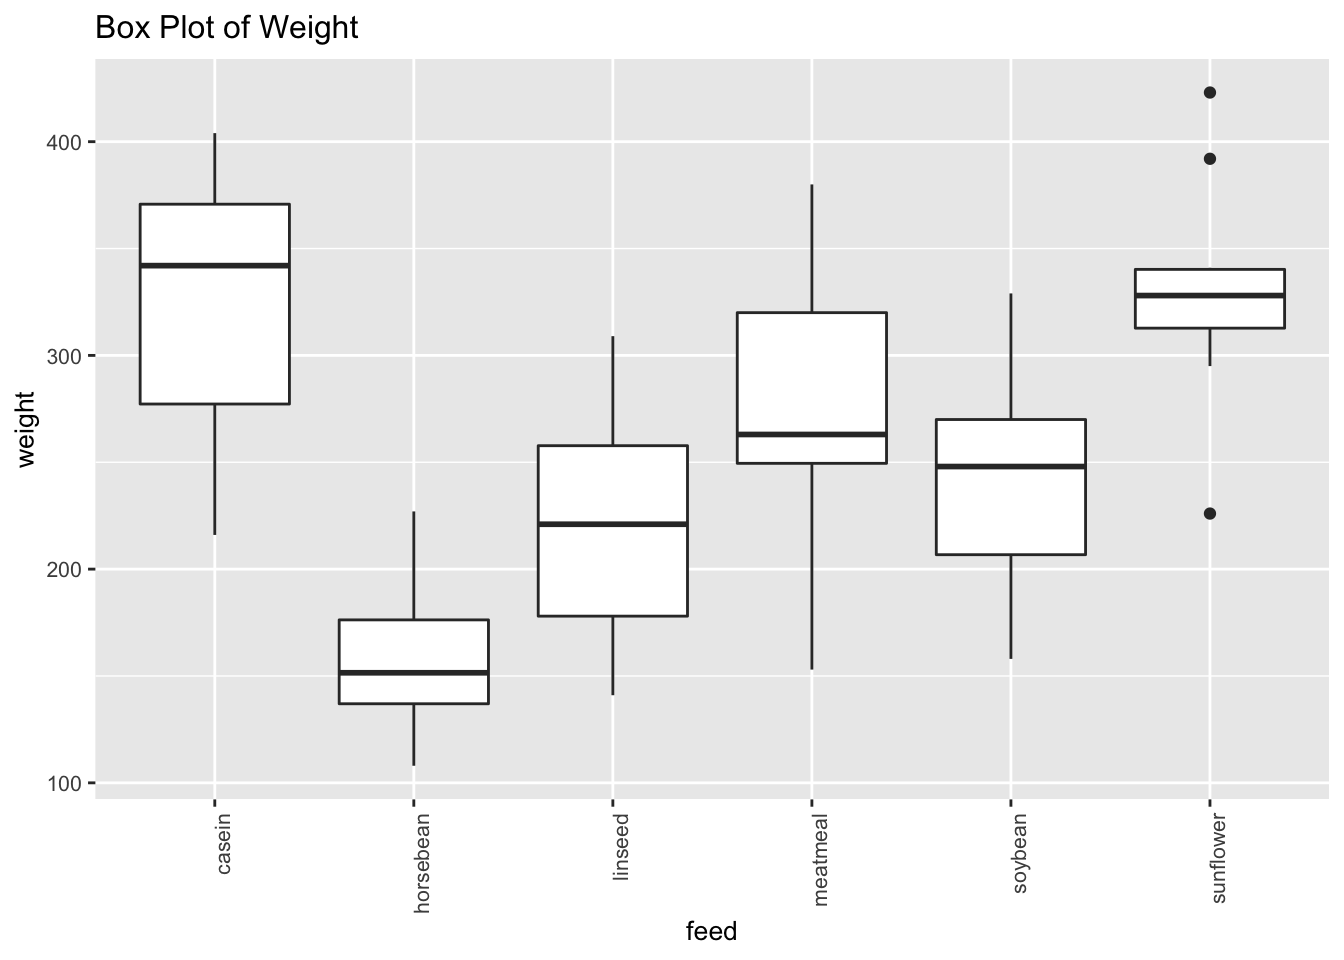 Box Plot of Weight
400
300
200
100
weight
casein
horsebean
linseed
meatmeal
soybean
sunflower
feed